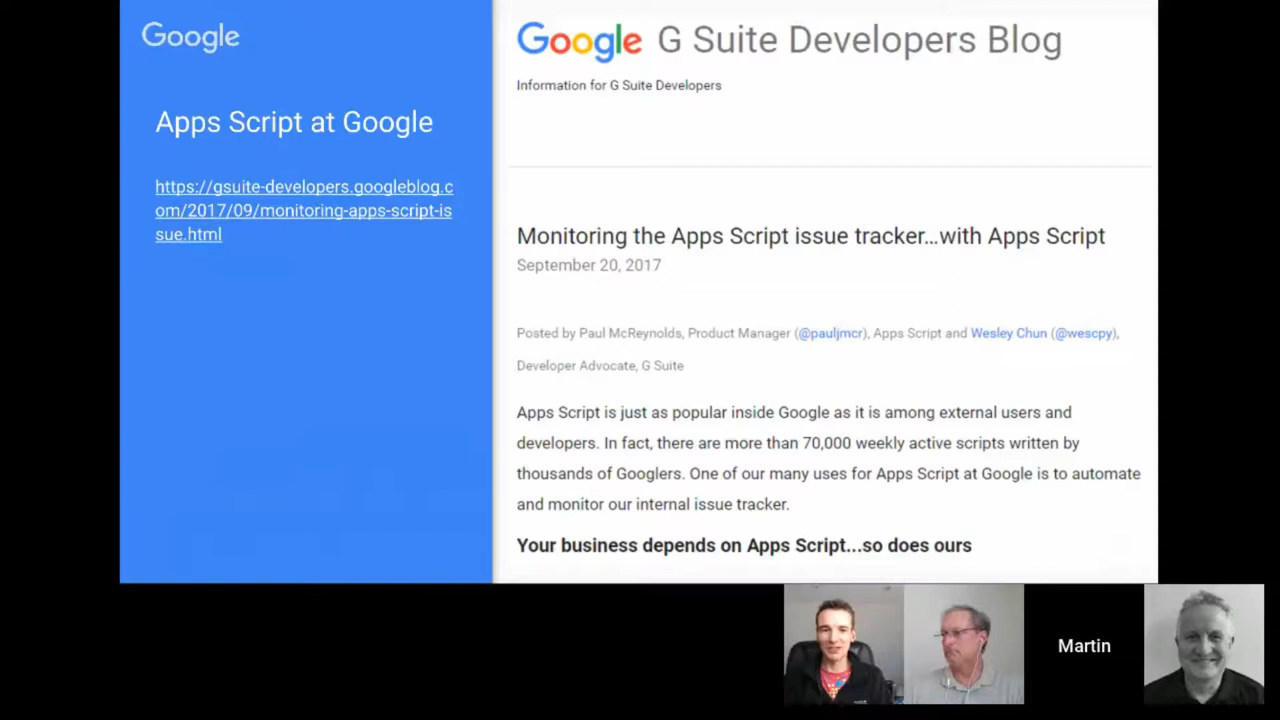 Google
Apps Script at Google
https://gsuite-developers.googleblog.c
om/2017/09/monitoring-apps-script-is
sue.html
Google G Suite Developers Blog
Information for G Suite Developers
Monitoring the Apps Script issue tracker...with Apps Script
September 20, 2017
Posted by Paul McReynolds, Product Manager (@pauljmcr), Apps Script and Wesley Chun (@wescpy),
Developer Advocate, G Suite
Apps Script is just as popular inside Google as it is among external users and
developers. In fact, there are more than 70,000 weekly active scripts written by
thousands of Googlers. One of our many uses for Apps Script at Google is to automate
and monitor our internal issue tracker.
Your business depends on Apps Script...so does ours
Martin